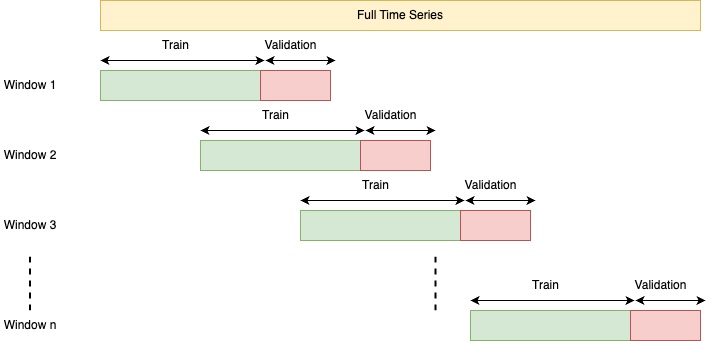 Full Time Series
Train Validation
Window 1
Train Validation
Window 2
Train Validation
Window 3
Train Validation
Window n